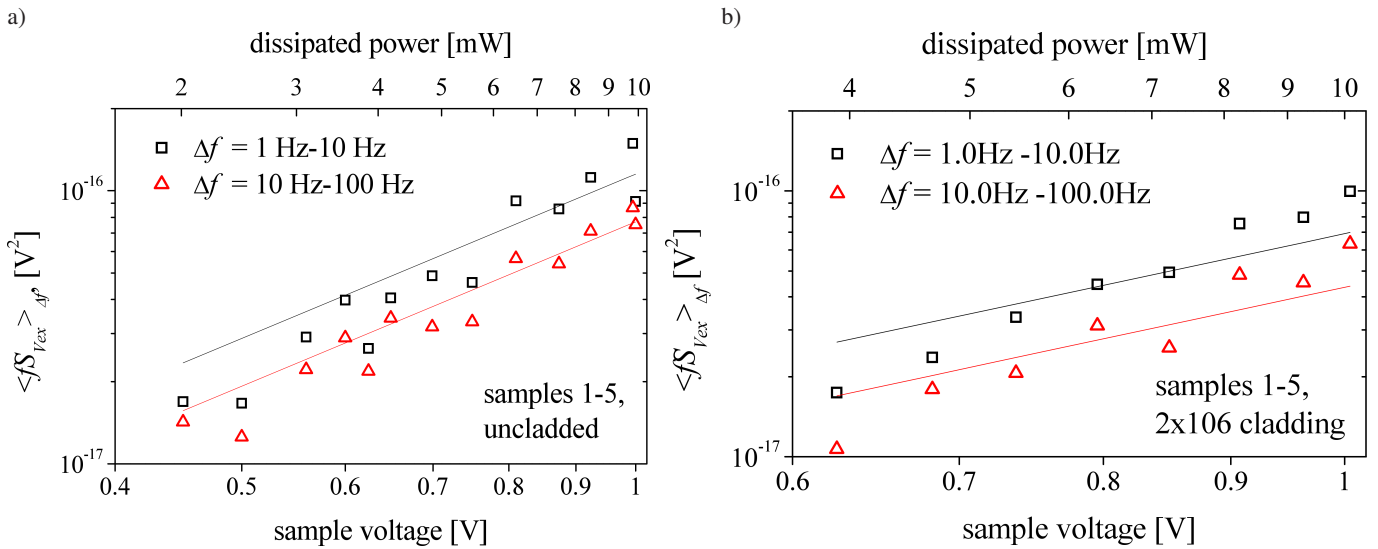 a)
dissipated power [mW]
2 3 4 5 6 7 8 9 10
Δf = 1 Hz-10 Hz
Δf = 10 Hz-100 Hz
10⁻¹⁶
10⁻¹⁷
<fS_Vex>_Δf, [V²]
samples 1-5,
uncladded
0.4 0.5 0.6 0.7 0.8 0.9 1
sample voltage [V]
b)
dissipated power [mW]
4 5 6 7 8 9 10
Δf = 1.0Hz -10.0Hz
Δf = 10.0Hz -100.0Hz
10⁻¹⁶
10⁻¹⁷
<fS_Vex>_Δf [V²]
samples 1-5,
2x106 cladding
0.6 0.7 0.8 0.9 1
sample voltage [V]